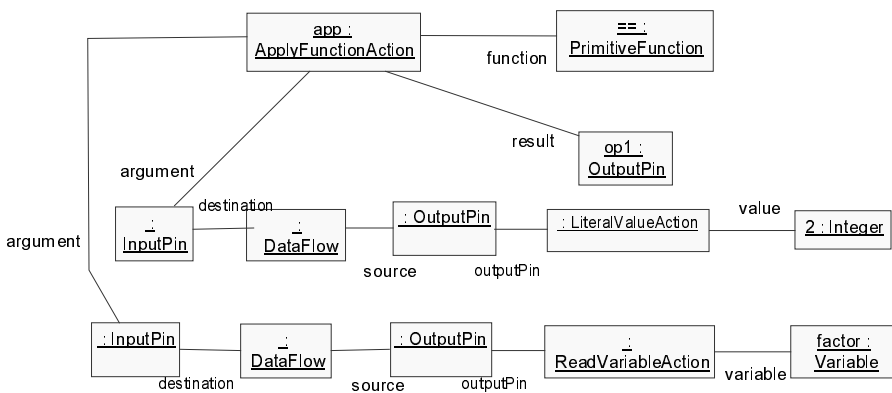 app :
ApplyFunctionAction
== :
PrimitiveFunction
function
result
op1 :
OutputPin
argument
destination
:
InputPin
:
DataFlow
: OutputPin
: LiteralValueAction
value
2 : Integer
argument
source
outputPin
: InputPin
:
DataFlow
: OutputPin
:
ReadVariableAction
factor :
Variable
destination
source
outputPin
variable